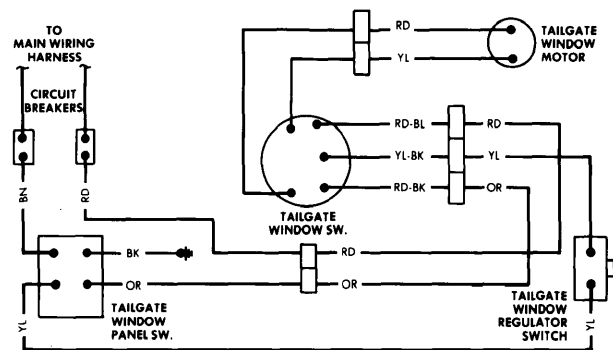 TO
MAIN WIRING
HARNESS
CIRCUIT
BREAKERS
RD
YL
TAILGATE
WINDOW
MOTOR
RD-BL
RD
YL-BK
YL
RD-BK
OR
TAILGATE
WINDOW SW.
BN
RD
BK
RD
OR
OR
TAILGATE
WINDOW
PANEL SW.
TAILGATE
WINDOW
REGULATOR
SWITCH
YL
YL